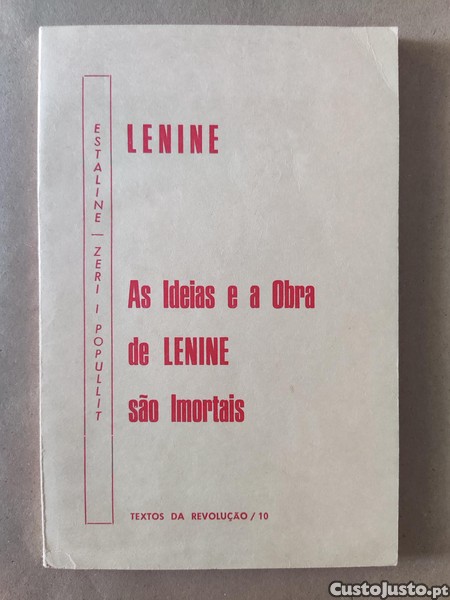 LENINE
ESTALINE — ZERI I POPULLIT
As Ideias e a Obra
de LENINE
são Imortais
TEXTOS DA REVOLUÇÃO / 10
CustoJusto.pt